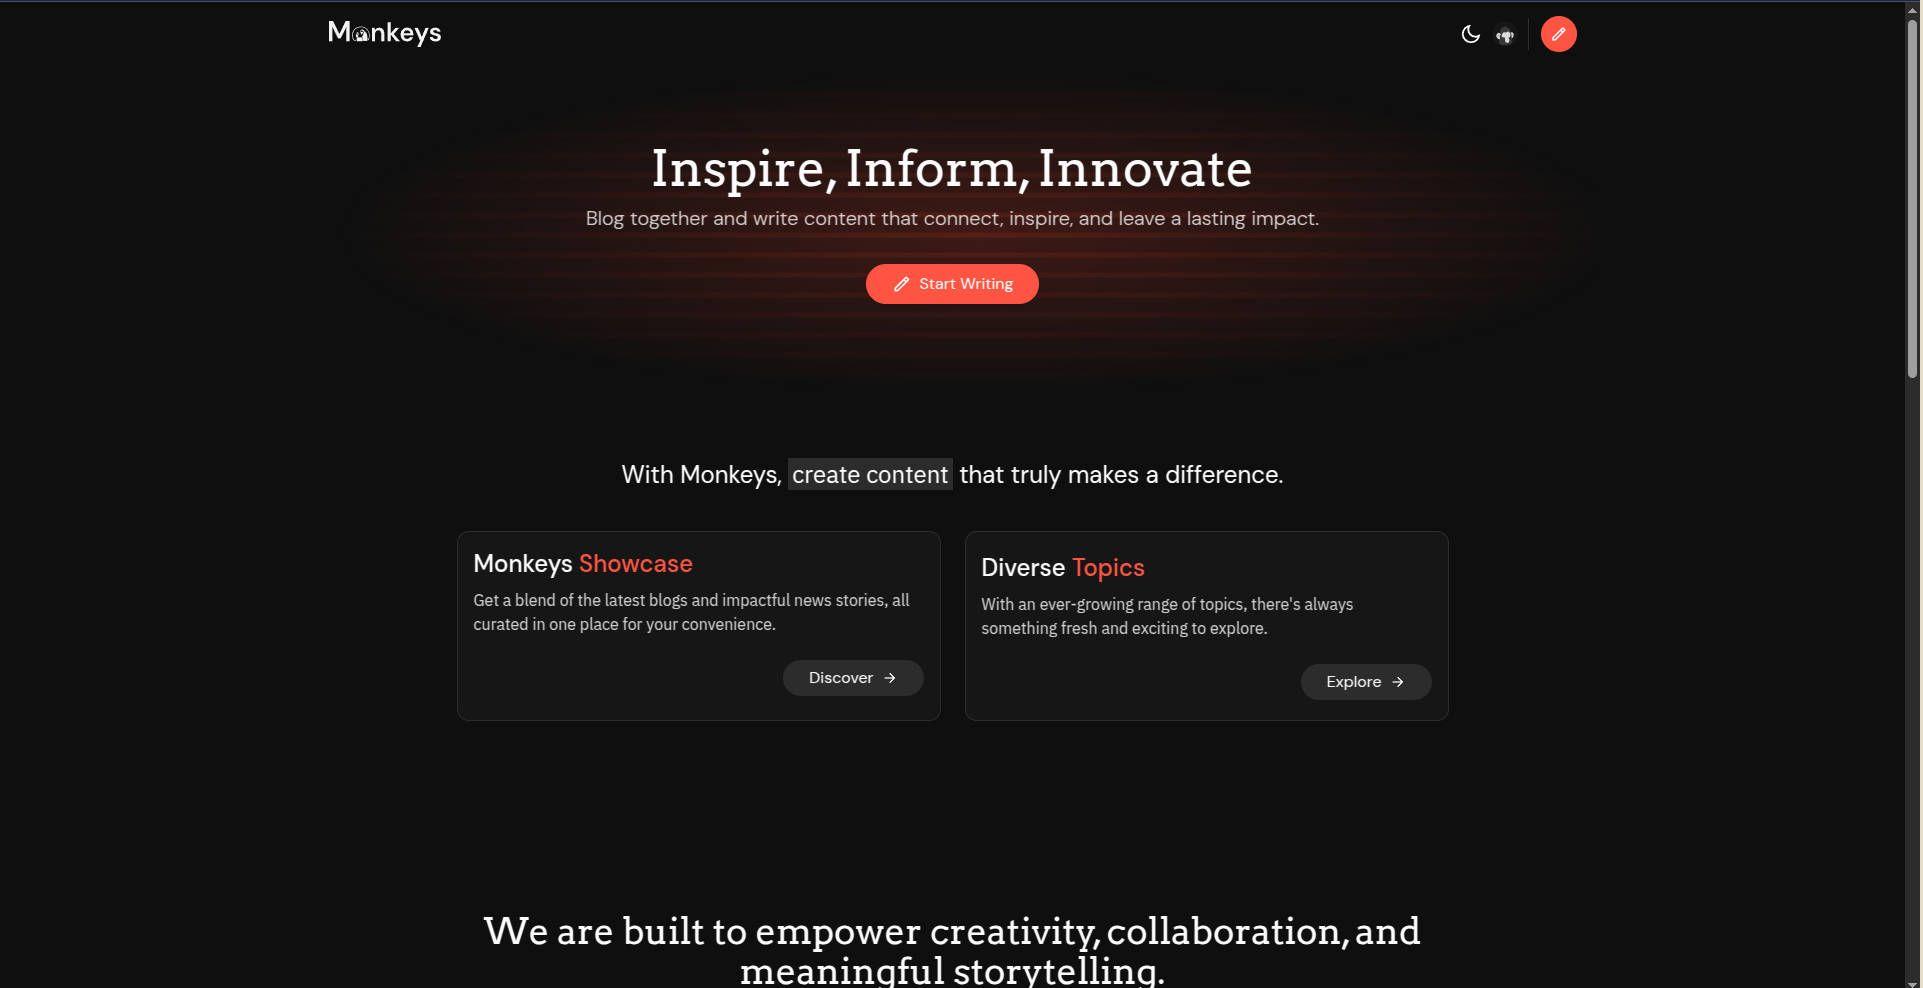 Monkeys
Inspire, Inform, Innovate
Blog together and write content that connect, inspire, and leave a lasting impact.
Start Writing
With Monkeys, create content that truly makes a difference.
Monkeys Showcase
Get a blend of the latest blogs and impactful news stories, all
curated in one place for your convenience.
Discover
Diverse Topics
With an ever-growing range of topics, there's always
something fresh and exciting to explore.
Explore
We are built to empower creativity, collaboration, and
meaningful storytelling.